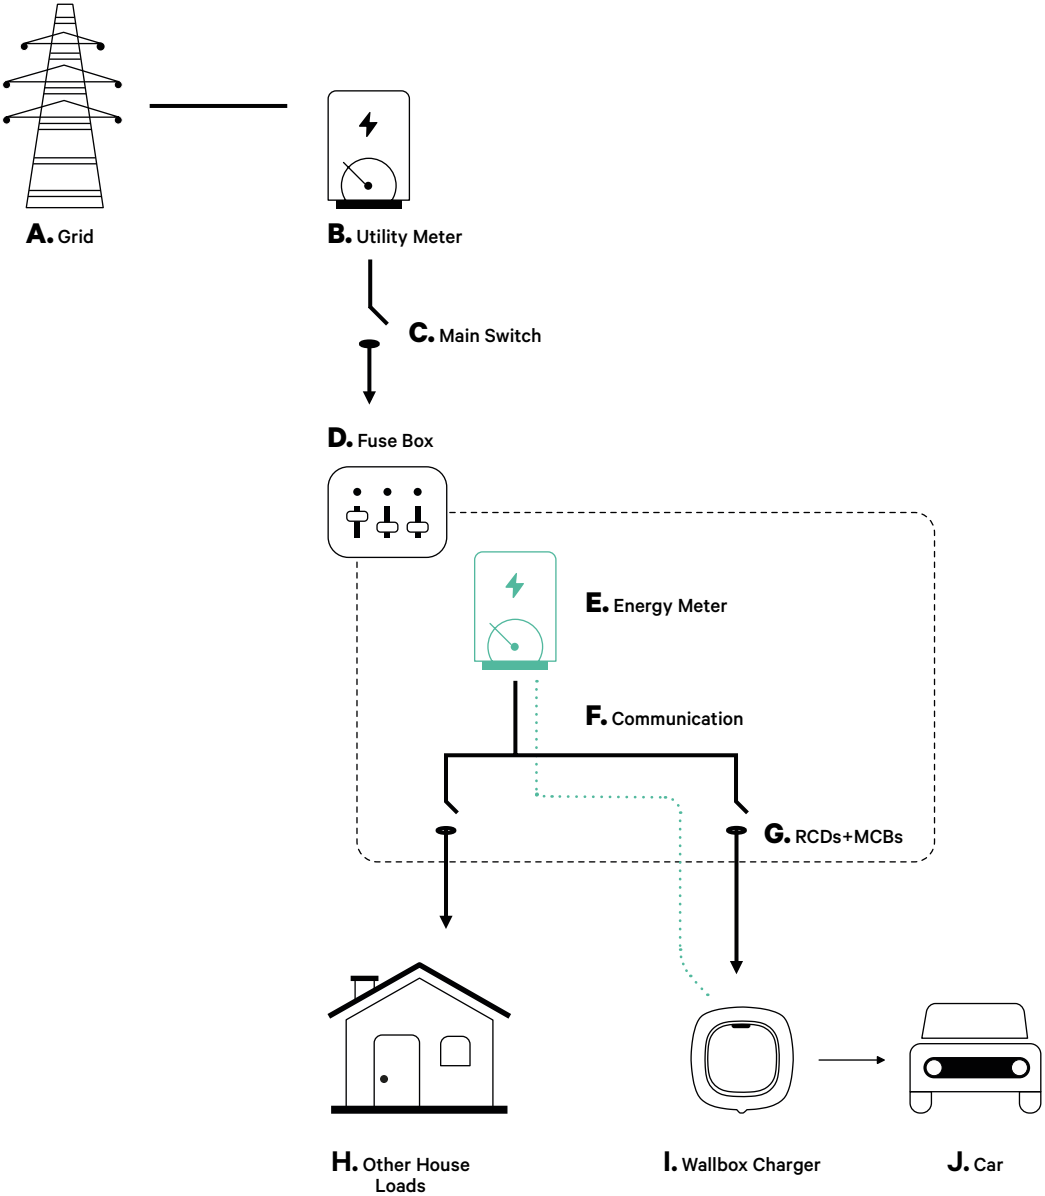 A. Grid
B. Utility Meter
C. Main Switch
D. Fuse Box
E. Energy Meter
F. Communication
G. RCDs+MCBs
H. Other House
Loads
I. Wallbox Charger
J. Car